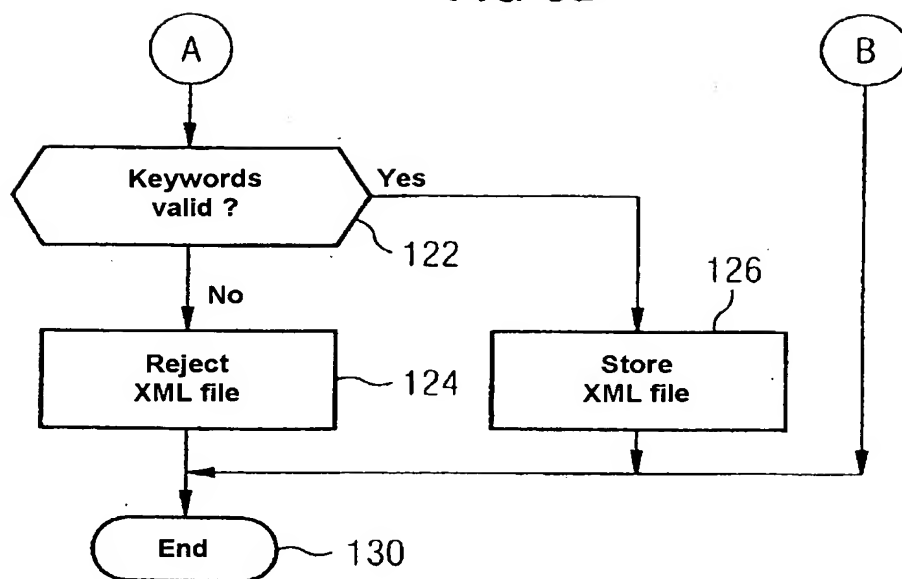 A
B
Keywords
valid ?
Yes
122
No
126
Reject
XML file
124
Store
XML file
End
130